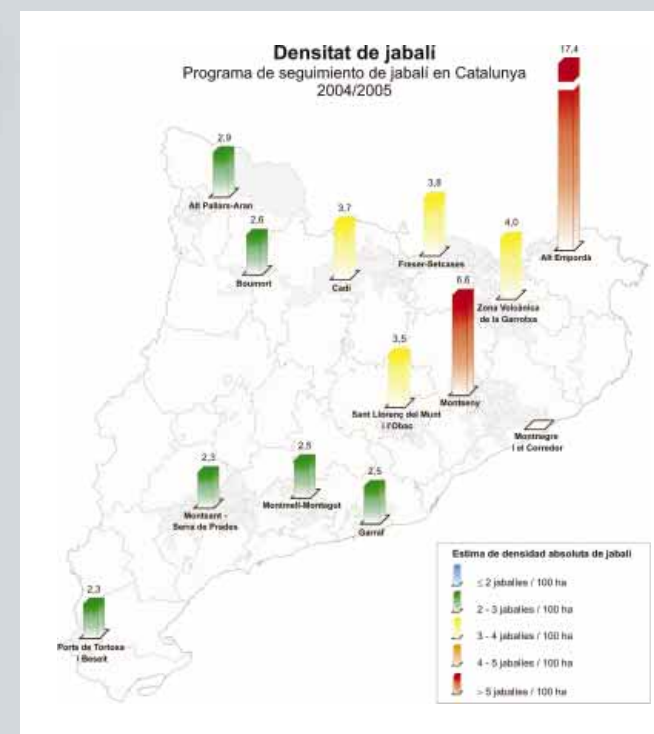 Densitat de jabalí
Programa de seguimiento de jabalí en Catalunya
2004/2005
17,4
Alt Empordà
2,9
Alt Pallars-Aran
2,6
Boumort
3,7
Cadí
3,8
Freser-Setcases
4,0
Zona Volcànica
de la Garrotxa
6,6
Montseny
3,5
Sant Llorenç del Munt
i l'Obac
Montnegre
i el Corredor
2,3
Montsant -
Serra de Prades
2,5
Montmell-Montagut
2,5
Garraf
2,3
Ports de Tortosa
i Beseit
Estima de densidad absoluta de jabalí
≤ 2 jabalíes / 100 ha
2 - 3 jabalíes / 100 ha
3 - 4 jabalíes / 100 ha
4 - 5 jabalíes / 100 ha
> 5 jabalíes / 100 ha